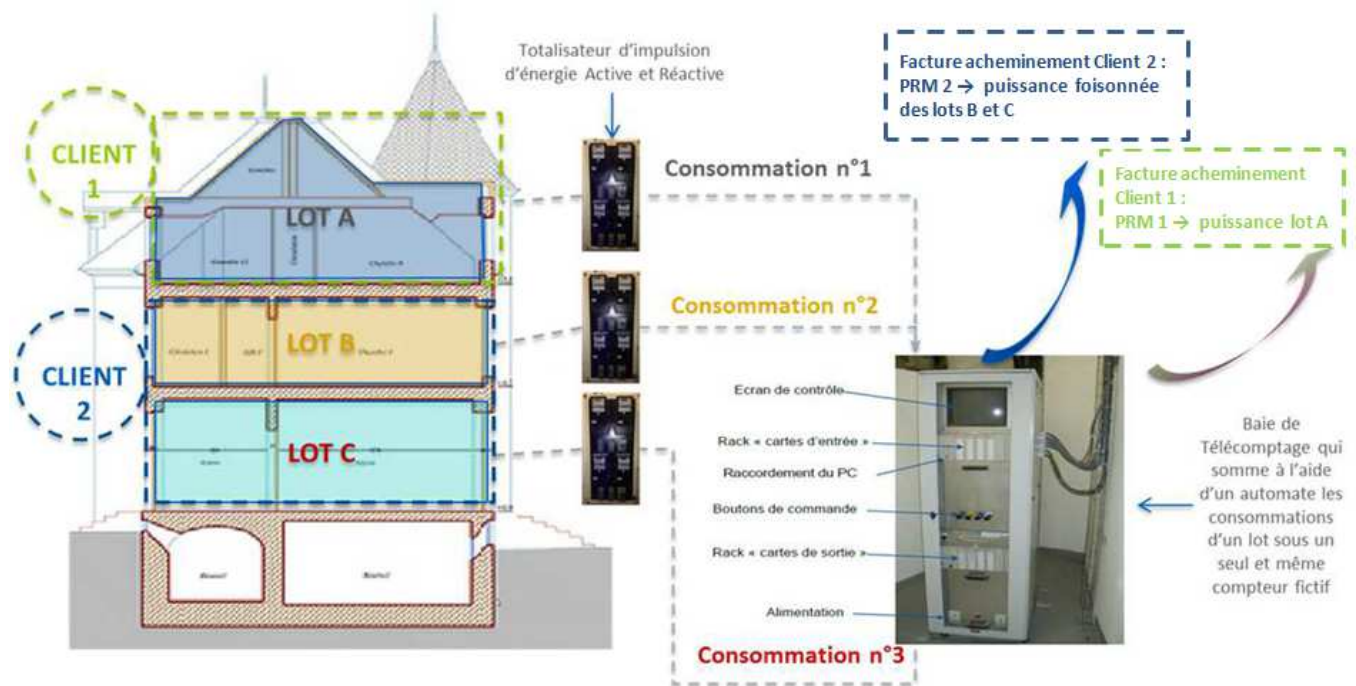 Totalisateur d'impulsion
d'énergie Active et Réactive
Facture acheminement Client 2 :
PRM 2 → puissance foisonnée
des lots B et C
CLIENT
1
Consommation n°1
Facture acheminement
Client 1 :
PRM 1 → puissance lot A
LOT A
Consommation n°2
LOT B
CLIENT
2
Ecran de contrôle
Rack « cartes d'entrée »
Raccordement du PC
Boutons de commande
Rack « cartes de sortie »
Alimentation
Baie de
Télécomptage qui
somme à l'aide
d'un automate les
consommations
d'un lot sous un
seul et même
compteur fictif
LOT C
Consommation n°3